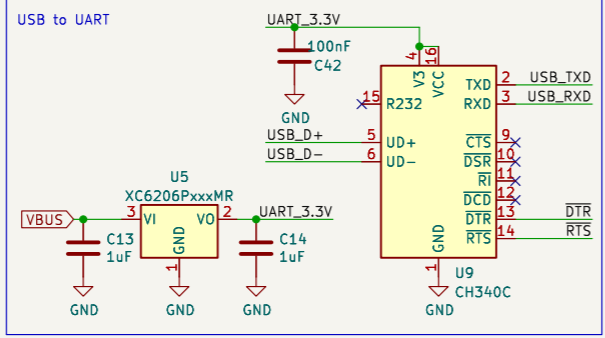 USB to UART
UART_3.3V
100nF
C42
GND
4
16
V3
VCC
15
R232
TXD
2
USB_TXD
RXD
3
USB_RXD
USB_D+
5
UD+
USB_D-
6
UD-
CTS
9
DSR
10
RI
11
DCD
12
DTR
13
DTR
RTS
14
RTS
GND
1
U9
CH340C
GND
U5
XC6206PxxxMR
VBUS
3
VI
VO
2
UART_3.3V
GND
1
C13
1uF
C14
1uF
GND
GND
GND